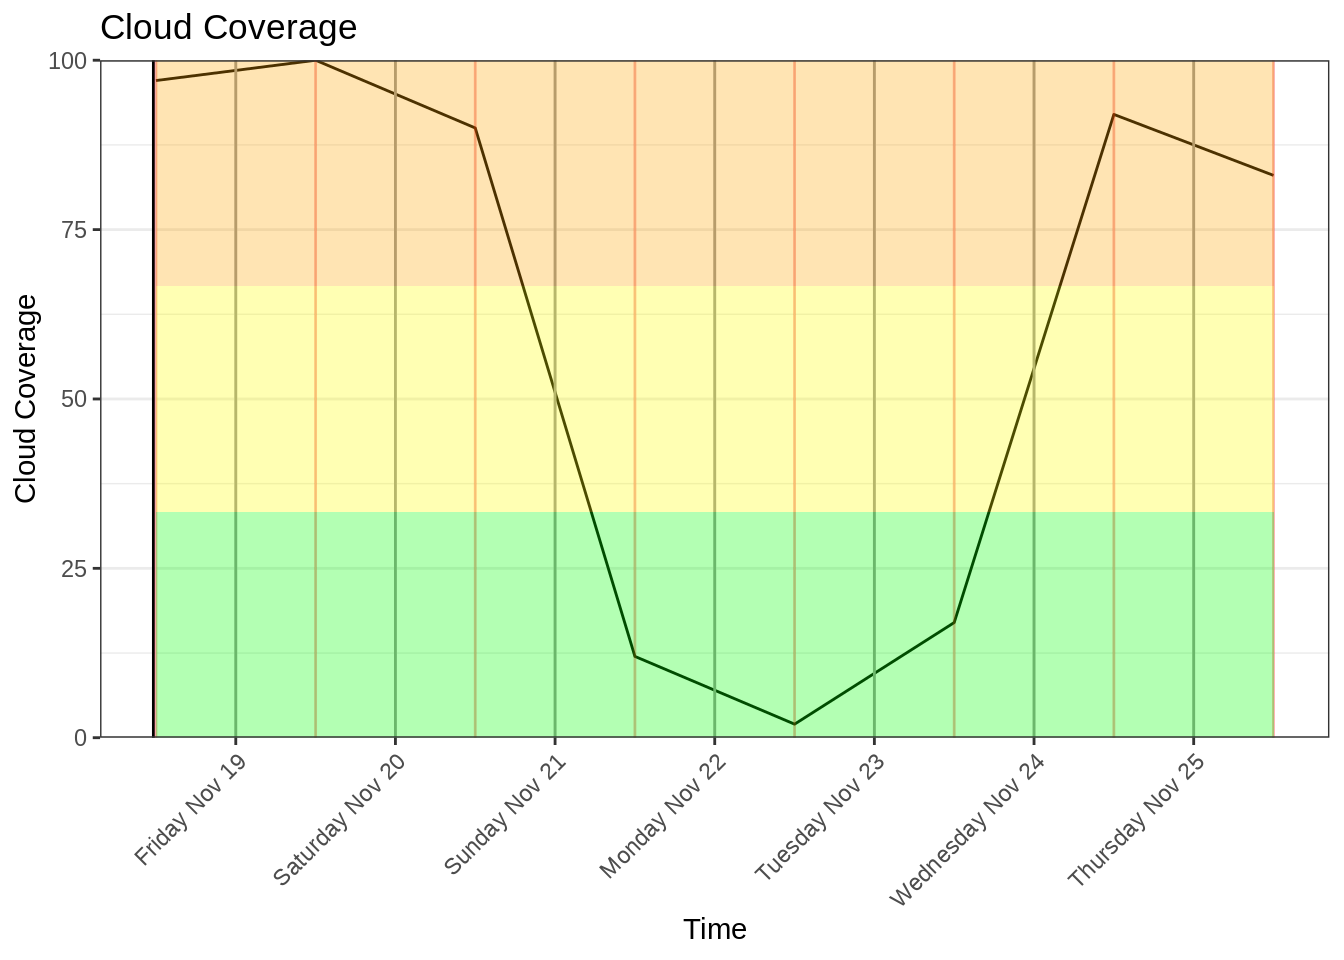 Cloud Coverage
100
75
50
25
0
Cloud Coverage
Friday Nov 19
Saturday Nov 20
Sunday Nov 21
Monday Nov 22
Tuesday Nov 23
Wednesday Nov 24
Thursday Nov 25
Time